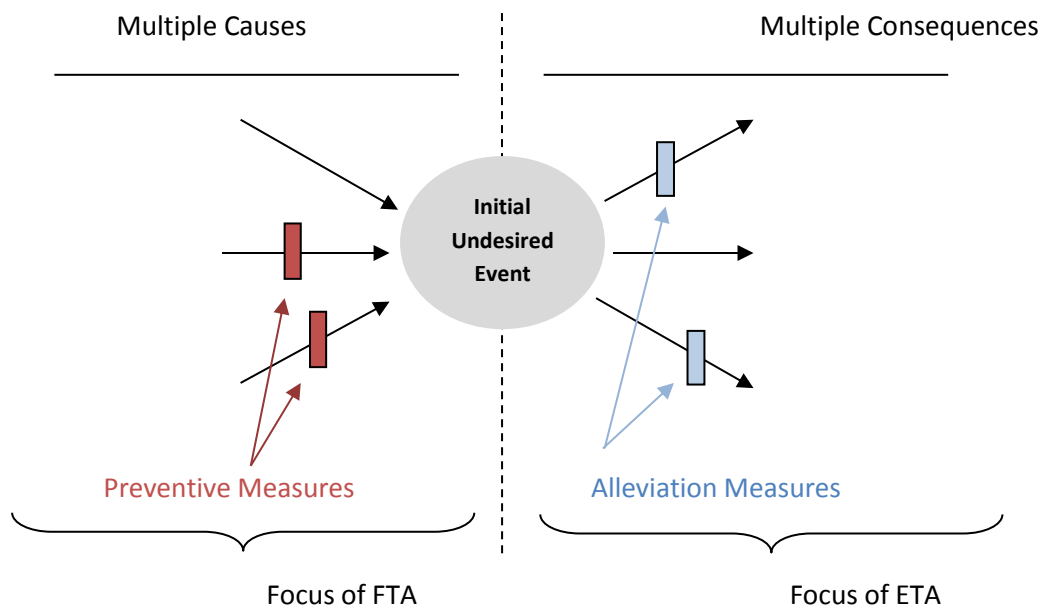 Multiple Causes
Multiple Consequences
Initial
Undesired
Event
Preventive Measures
Alleviation Measures
Focus of FTA
Focus of ETA